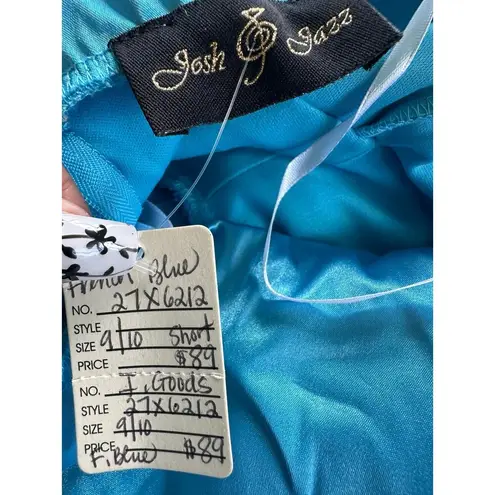 Josh & Jazz
French Blue
NO. 27X6212
STYLE
SIZE 9/10 Short
PRICE $89
NO. I. Goods
STYLE 27X6212
SIZE 9/10
PRICE $89
F. Blue